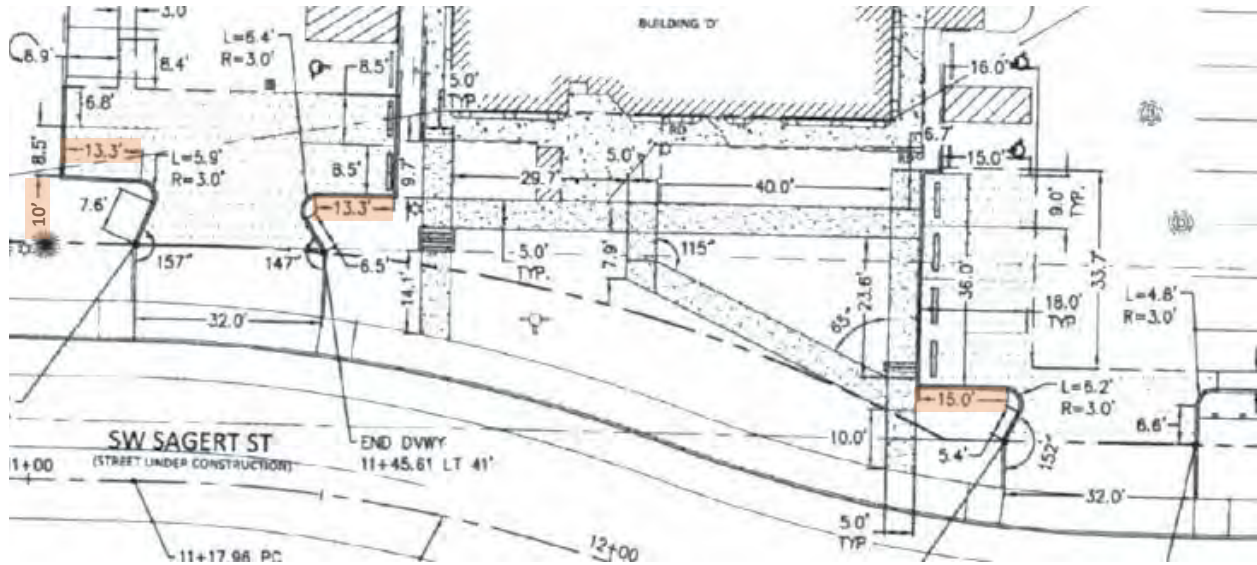 3.0'
BUILDING 'D'
L=6.4'
R=3.0'
8.9'
8.4'
8.5'
5.0'
TYP.
16.0'
6.8'
RD
6.7'
8.5'
13.3'
L=5.9'
R=3.0'
8.5'
9.7'
5.0'
29.7'
40.0'
15.0'
9.0'
TYP.
10'
7.6'
13.3'
157°
147°
6.5'
5.0'
TYP.
7.9'
115°
14.1'
23.6'
36.0'
33.7'
65°
18.0'
TYP
L=4.8'
R=3.0'
32.0'
15.0'
L=6.2'
R=3.0'
6.6'
10.0'
5.4'
152°
SW SAGERT ST
(STREET UNDER CONSTRUCTION)
END DVWY
11+45.61 LT 41'
11+00
32.0'
5.0'
TYP
11+17.96 PC
12+00